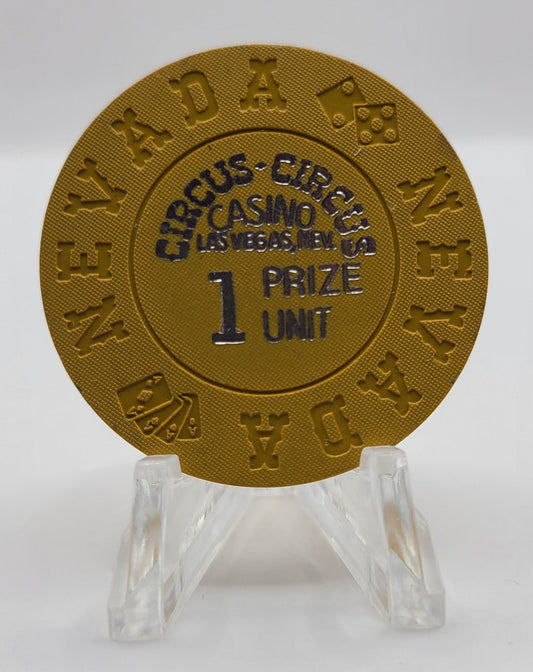 NEVADA
NEVADA
CIRCUS-CIRCUS
CASINO
LAS VEGAS, NEV.
1 PRIZE
UNIT